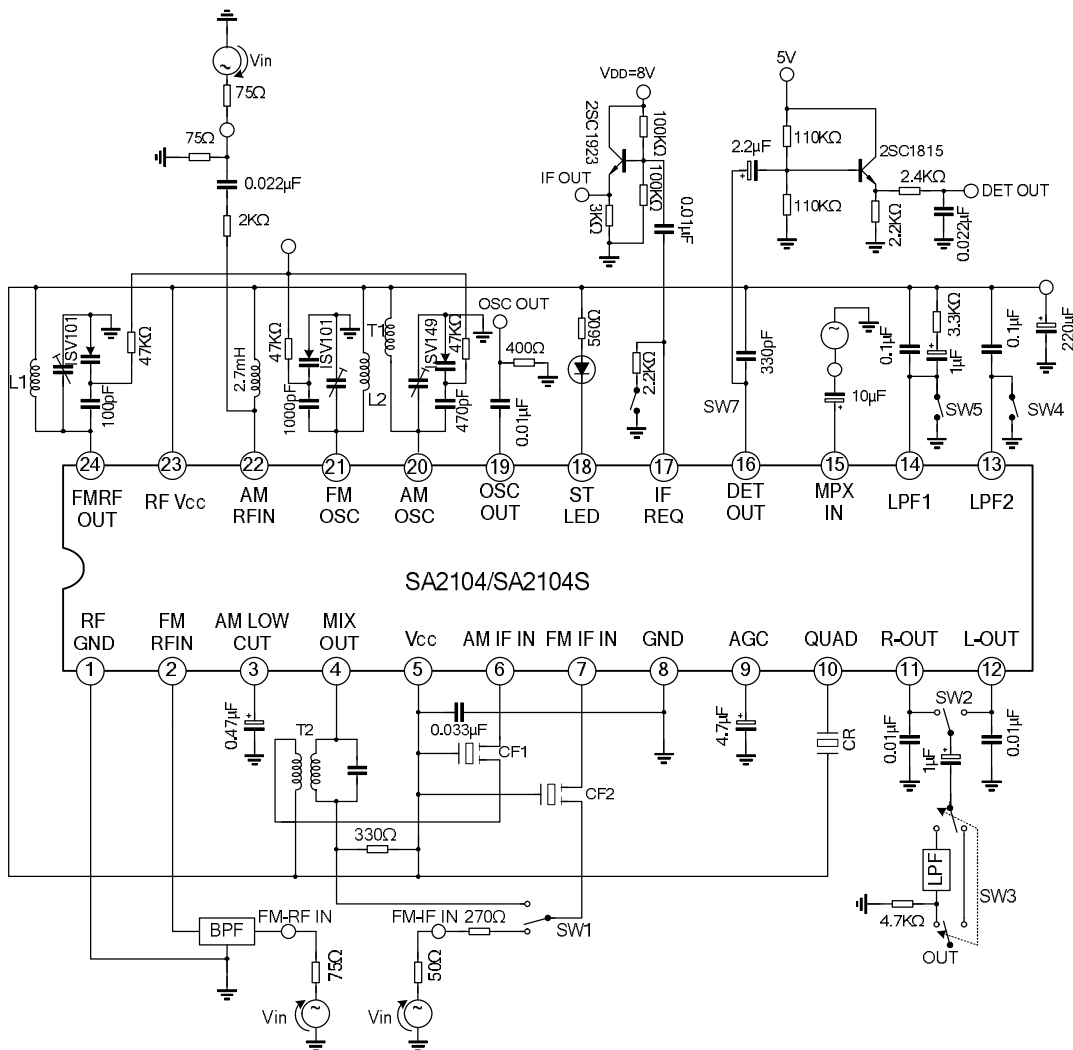 Vin
75Ω
75Ω
0.022µF
2KΩ
VDD=8V
2SC1923
100KΩ
100KΩ
IF OUT
3KΩ
0.01µF
5V
2.2µF
110KΩ
110KΩ
2SC1815
2.4KΩ
DET OUT
2.2KΩ
0.022µF
L1
ISV101
100pF
47KΩ
2.7mH
47KΩ
ISV101
1000pF
L2
T1
ISV149
47KΩ
470pF
OSC OUT
400Ω
0.01µF
560Ω
2.2KΩ
330pF
SW7
10µF
0.1µF
3.3KΩ
1µF
SW5
0.1µF
SW4
220µF
24
23
22
21
20
19
18
17
16
15
14
13
FMRF OUT
RF Vcc
AM RFIN
FM OSC
AM OSC
OSC OUT
ST LED
IF REQ
DET OUT
MPX IN
LPF1
LPF2
SA2104/SA2104S
RF GND
FM RFIN
AM LOW CUT
MIX OUT
Vcc
AM IF IN
FM IF IN
GND
AGC
QUAD
R-OUT
L-OUT
1
2
3
4
5
6
7
8
9
10
11
12
0.47µF
T2
0.033µF
CF1
CF2
330Ω
4.7µF
CR
0.01µF
SW2
1µF
0.01µF
LPF
SW3
4.7KΩ
OUT
BPF
FM-RF IN
75Ω
Vin
FM-IF IN
270Ω
SW1
50Ω
Vin